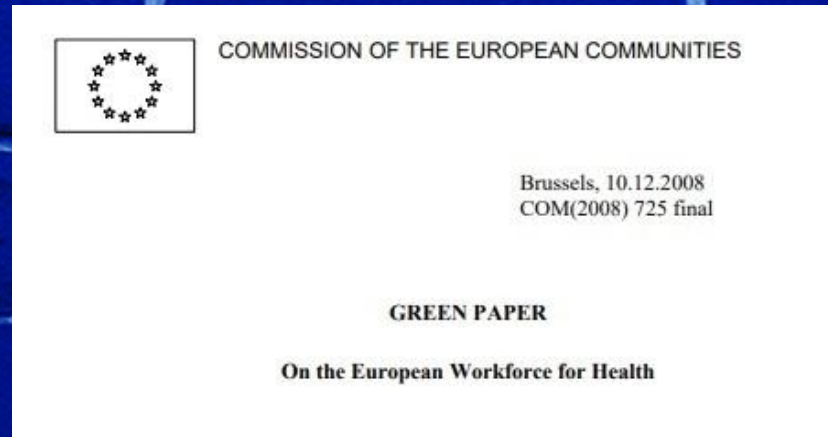 COMMISSION OF THE EUROPEAN COMMUNITIES
Brussels, 10.12.2008
COM(2008) 725 final
GREEN PAPER
On the European Workforce for Health